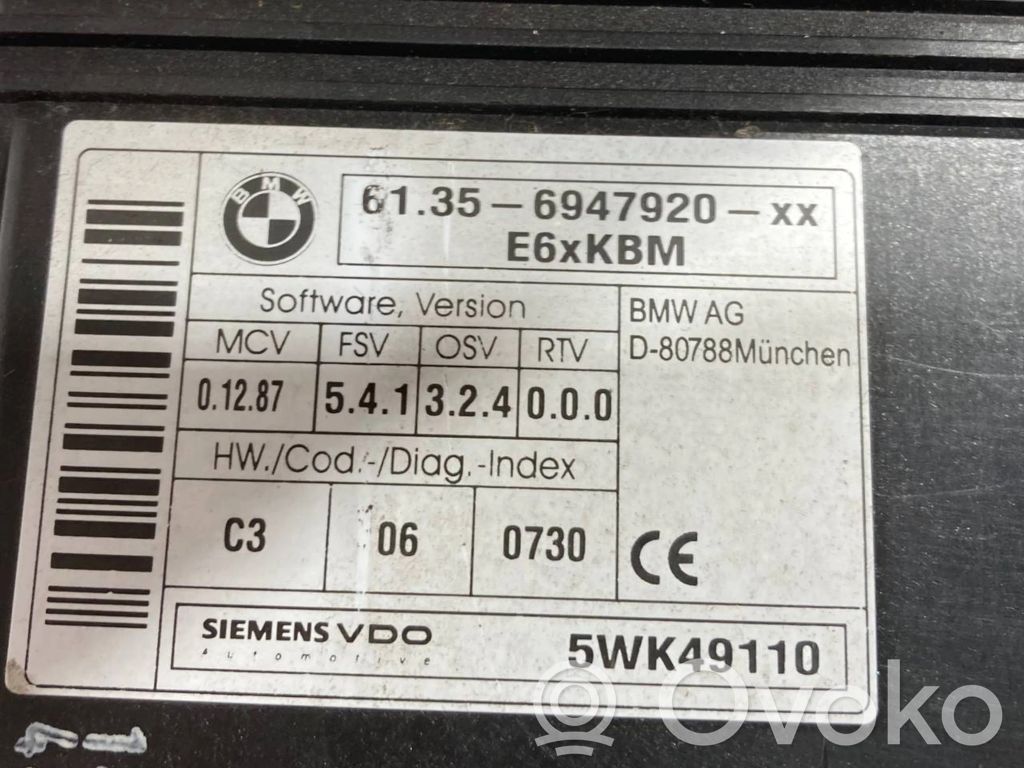 BMW
61.35-6947920-xx
E6xKBM
Software, Version
MCV FSV OSV RTV
0.12.87 5.4.1 3.2.4 0.0.0
HW./Cod.-/Diag.-Index
C3 06 0730
BMW AG
D-80788München
CE
SIEMENS VDO
Automotive
5WK49110
Ovoko